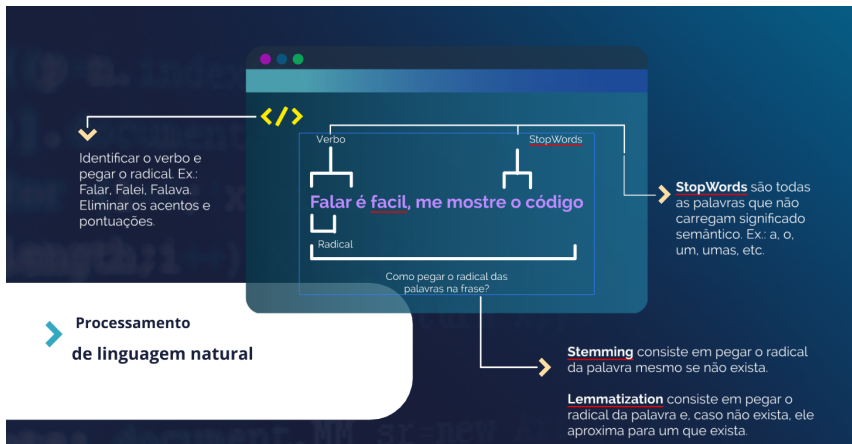 </>
Identificar o verbo e
pegar o radical. Ex.:
Falar, Falei, Falava.
Eliminar os acentos e
pontuações.
Verbo
StopWords
Falar é facil, me mostre o código
Radical
Como pegar o radical das
palavras na frase?
StopWords são todas
as palavras que não
carregam significado
semântico. Ex.: a, o,
um, umas, etc.
Processamento
de linguagem natural
Stemming consiste em pegar o radical
da palavra mesmo se não exista.
Lemmatization consiste em pegar o
radical da palavra e, caso não exista, ele
aproxima para um que exista.